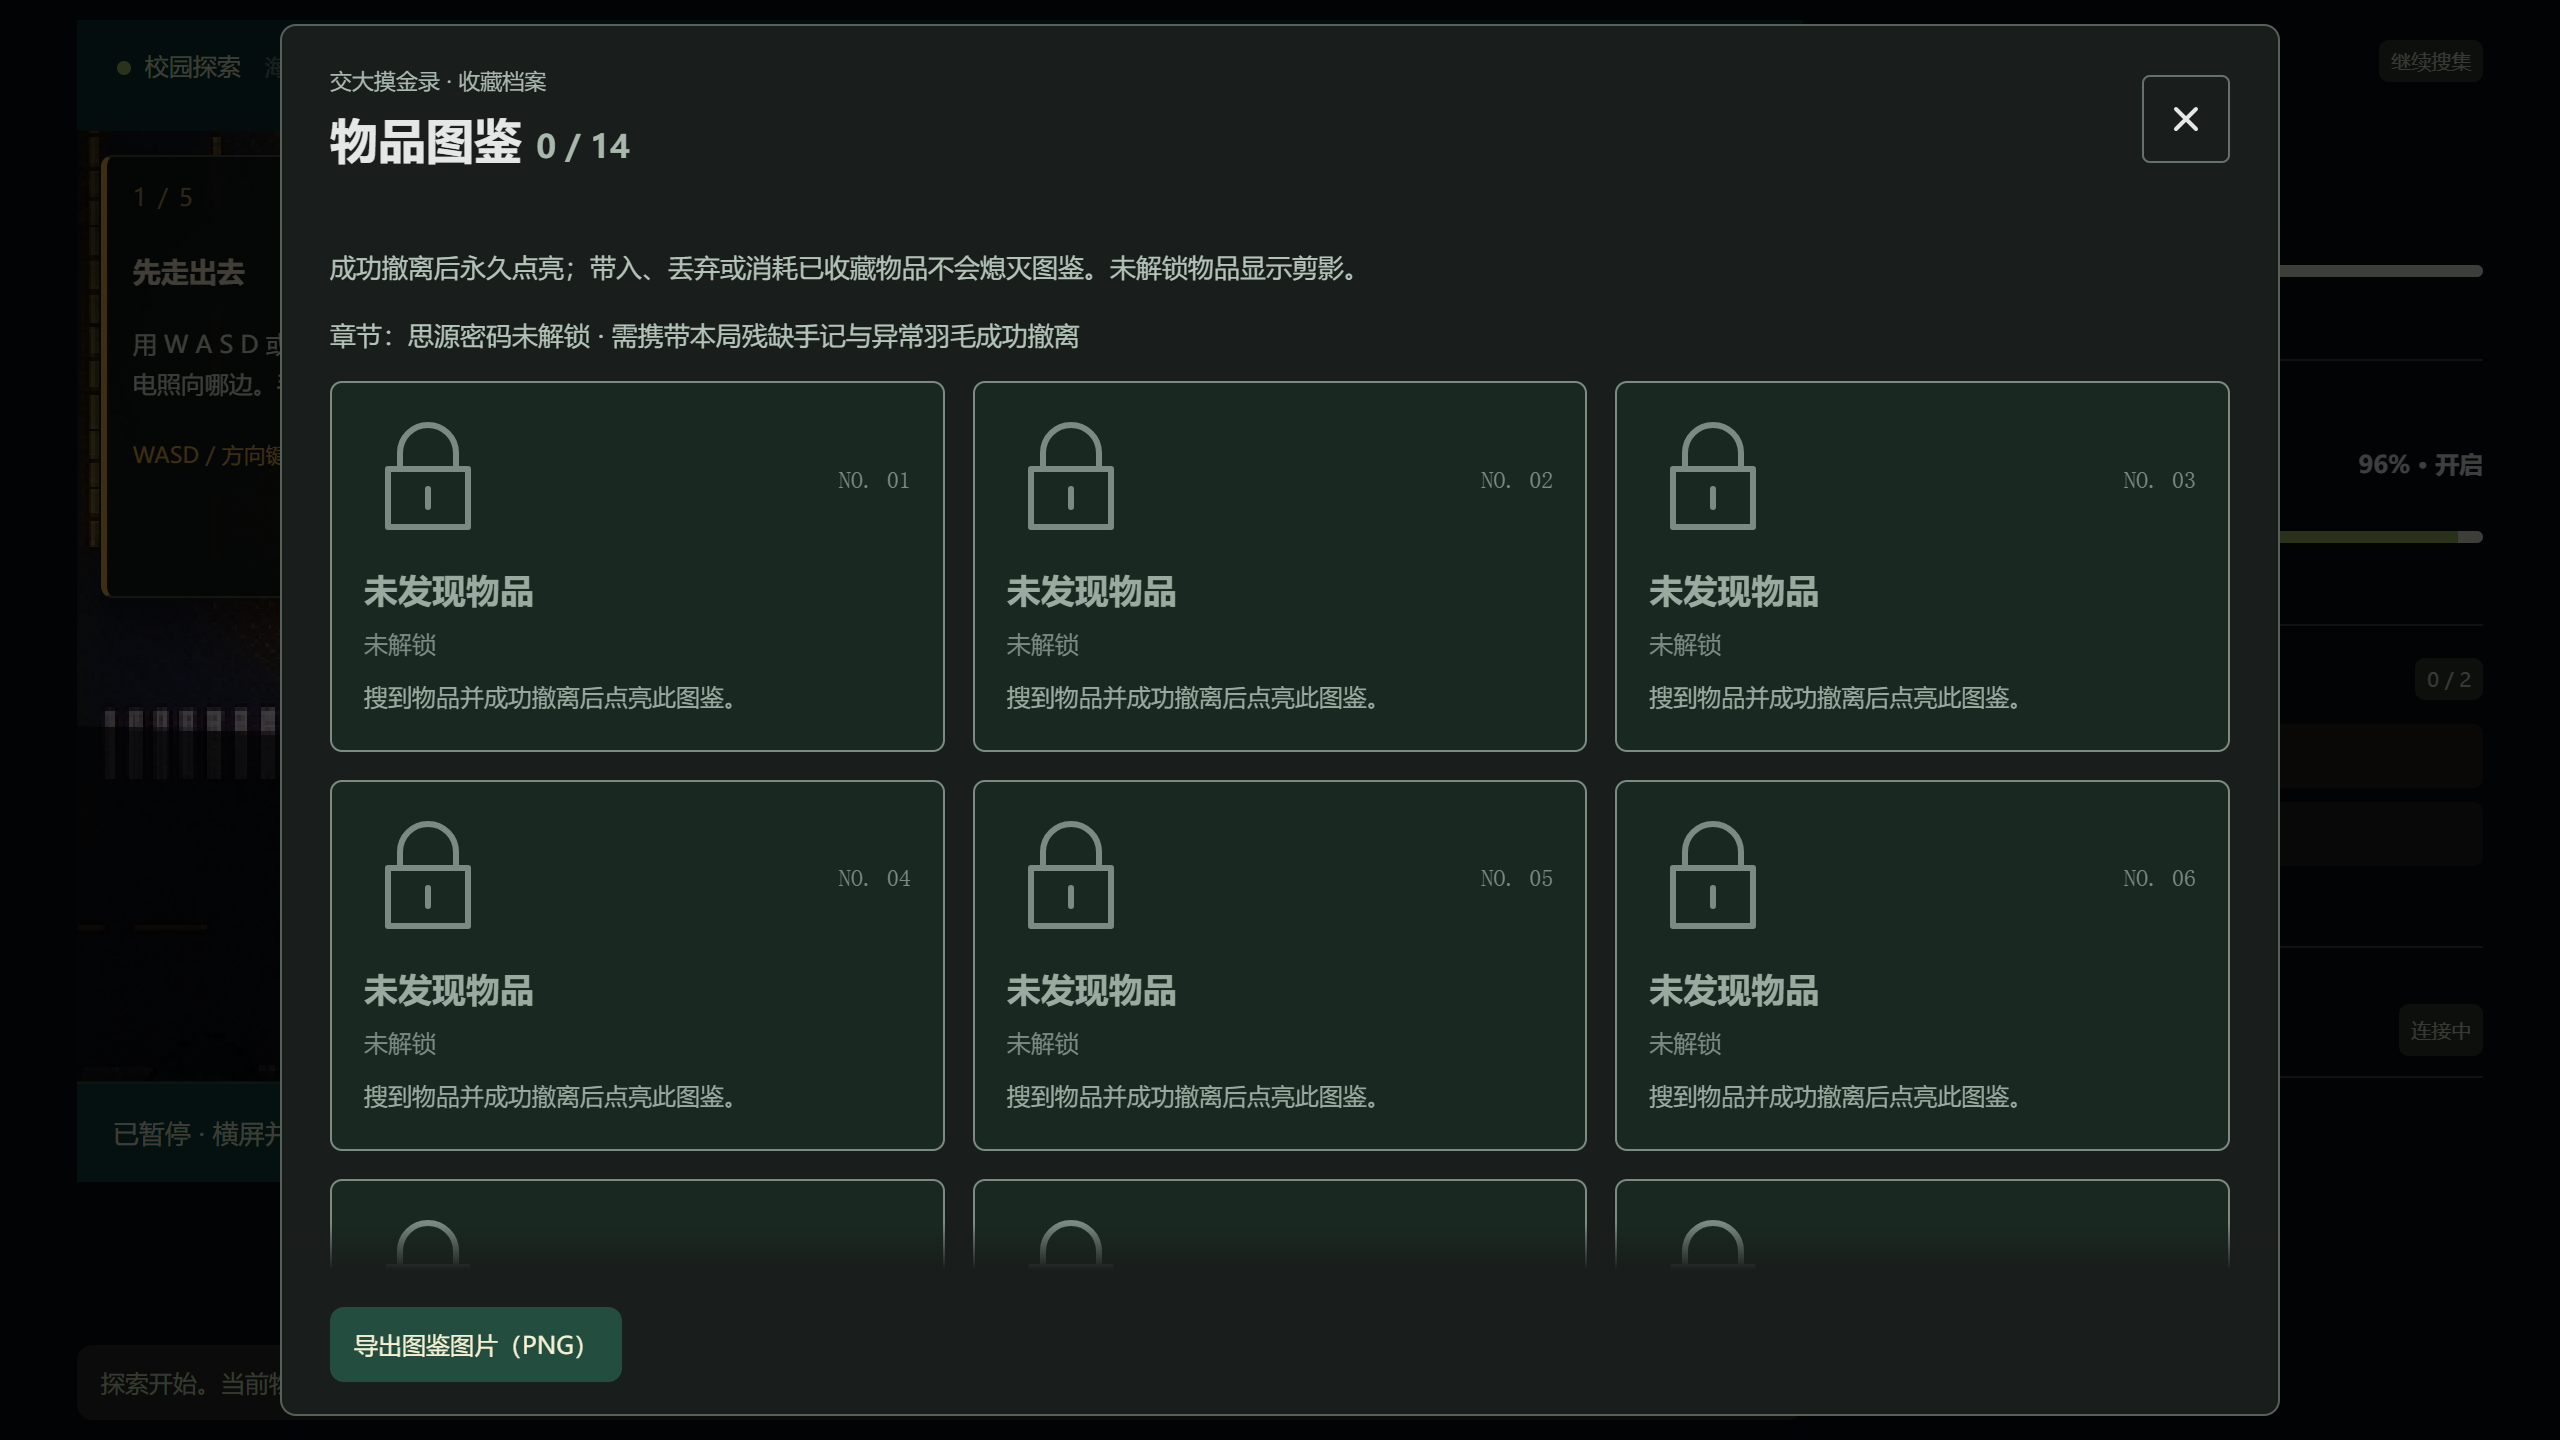 校园探索
继续搜集
1 / 5
先走出去
用 W A S D 或
电照向哪边。
WASD / 方向键
96% • 开启
0 / 2
连接中
已暂停 · 横屏并
探索开始。当前物
交大摸金录 · 收藏档案
物品图鉴 0 / 14
成功撤离后永久点亮；带入、丢弃或消耗已收藏物品不会熄灭图鉴。未解锁物品显示剪影。
章节：思源密码未解锁 · 需携带本局残缺手记与异常羽毛成功撤离
NO. 01
未发现物品
未解锁
搜到物品并成功撤离后点亮此图鉴。
NO. 02
未发现物品
未解锁
搜到物品并成功撤离后点亮此图鉴。
NO. 03
未发现物品
未解锁
搜到物品并成功撤离后点亮此图鉴。
NO. 04
未发现物品
未解锁
搜到物品并成功撤离后点亮此图鉴。
NO. 05
未发现物品
未解锁
搜到物品并成功撤离后点亮此图鉴。
NO. 06
未发现物品
未解锁
搜到物品并成功撤离后点亮此图鉴。
导出图鉴图片（PNG）